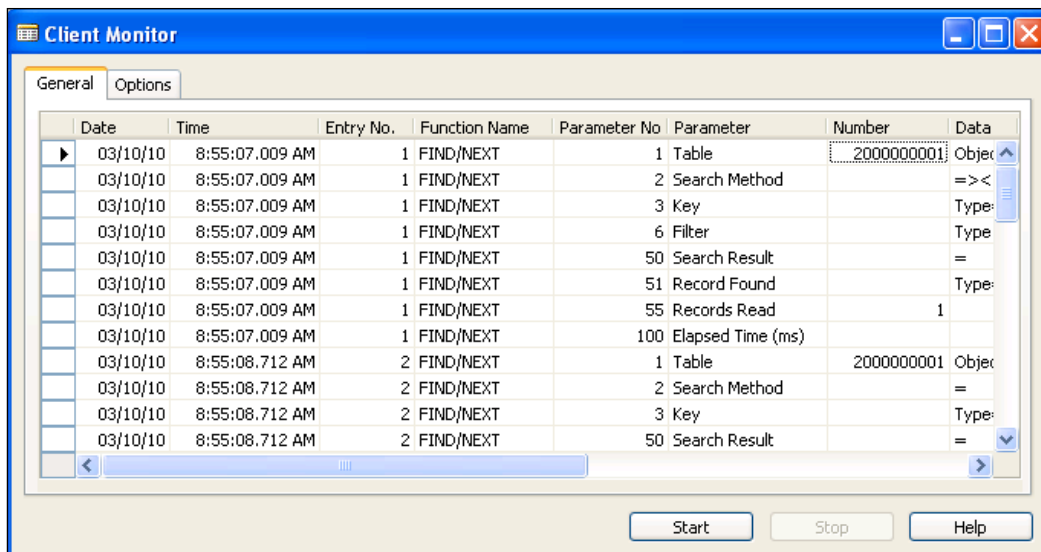 Client Monitor
General Options
Date Time Entry No. Function Name Parameter No Parameter Number Data
03/10/10 8:55:07.009 AM 1 FIND/NEXT 1 Table 2000000001 Objec
03/10/10 8:55:07.009 AM 1 FIND/NEXT 2 Search Method =><
03/10/10 8:55:07.009 AM 1 FIND/NEXT 3 Key Type=
03/10/10 8:55:07.009 AM 1 FIND/NEXT 6 Filter Type
03/10/10 8:55:07.009 AM 1 FIND/NEXT 50 Search Result =
03/10/10 8:55:07.009 AM 1 FIND/NEXT 51 Record Found Type=
03/10/10 8:55:07.009 AM 1 FIND/NEXT 55 Records Read 1
03/10/10 8:55:07.009 AM 1 FIND/NEXT 100 Elapsed Time (ms)
03/10/10 8:55:08.712 AM 2 FIND/NEXT 1 Table 2000000001 Objec
03/10/10 8:55:08.712 AM 2 FIND/NEXT 2 Search Method =
03/10/10 8:55:08.712 AM 2 FIND/NEXT 3 Key Type=
03/10/10 8:55:08.712 AM 2 FIND/NEXT 50 Search Result =
Start Stop Help